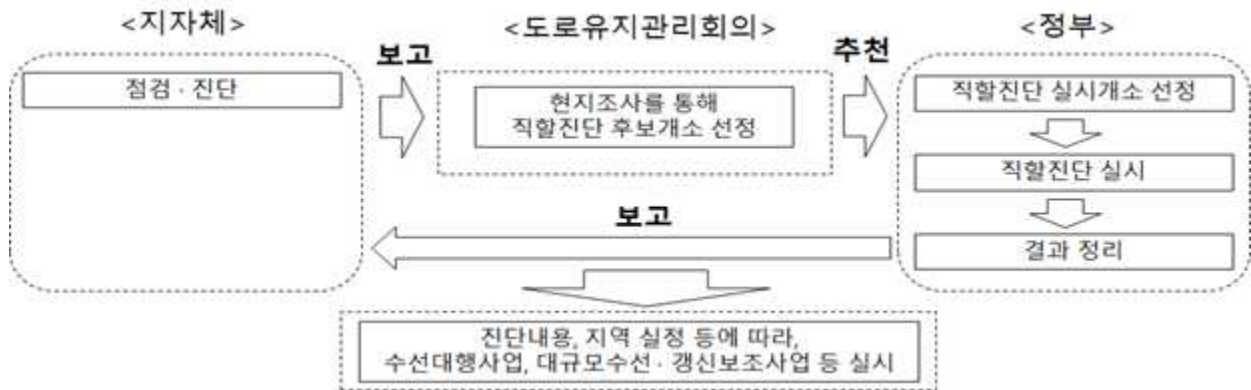 <지자체>
점검 · 진단
보고
<도로유지관리회의>
현지조사를 통해
직할진단 후보개소 선정
추천
<정부>
직할진단 실시개소 선정
직할진단 실시
결과 정리
보고
진단내용, 지역 실정 등에 따라,
수선대행사업, 대규모수선 · 갱신보조사업 등 실시